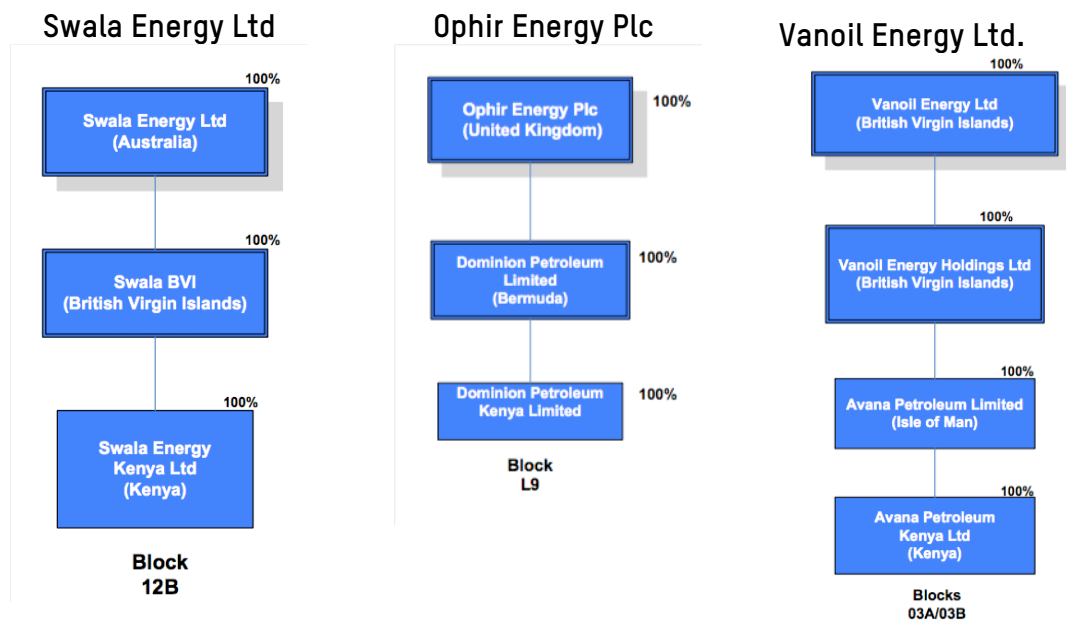 Swala Energy Ltd
100%
Swala Energy Ltd
(Australia)
100%
Swala BVI
(British Virgin Islands)
100%
Swala Energy
Kenya Ltd
(Kenya)
Block
12B
Ophir Energy Plc
100%
Ophir Energy Plc
(United Kingdom)
100%
Dominion Petroleum
Limited
(Bermuda)
100%
Dominion Petroleum
Kenya Limited
Block
L9
Vanoil Energy Ltd.
100%
Vanoil Energy Ltd
(British Virgin Islands)
100%
Vanoil Energy Holdings Ltd
(British Virgin Islands)
100%
Avana Petroleum Limited
(Isle of Man)
100%
Avana Petroleum
Kenya Ltd
(Kenya)
Blocks
03A/03B